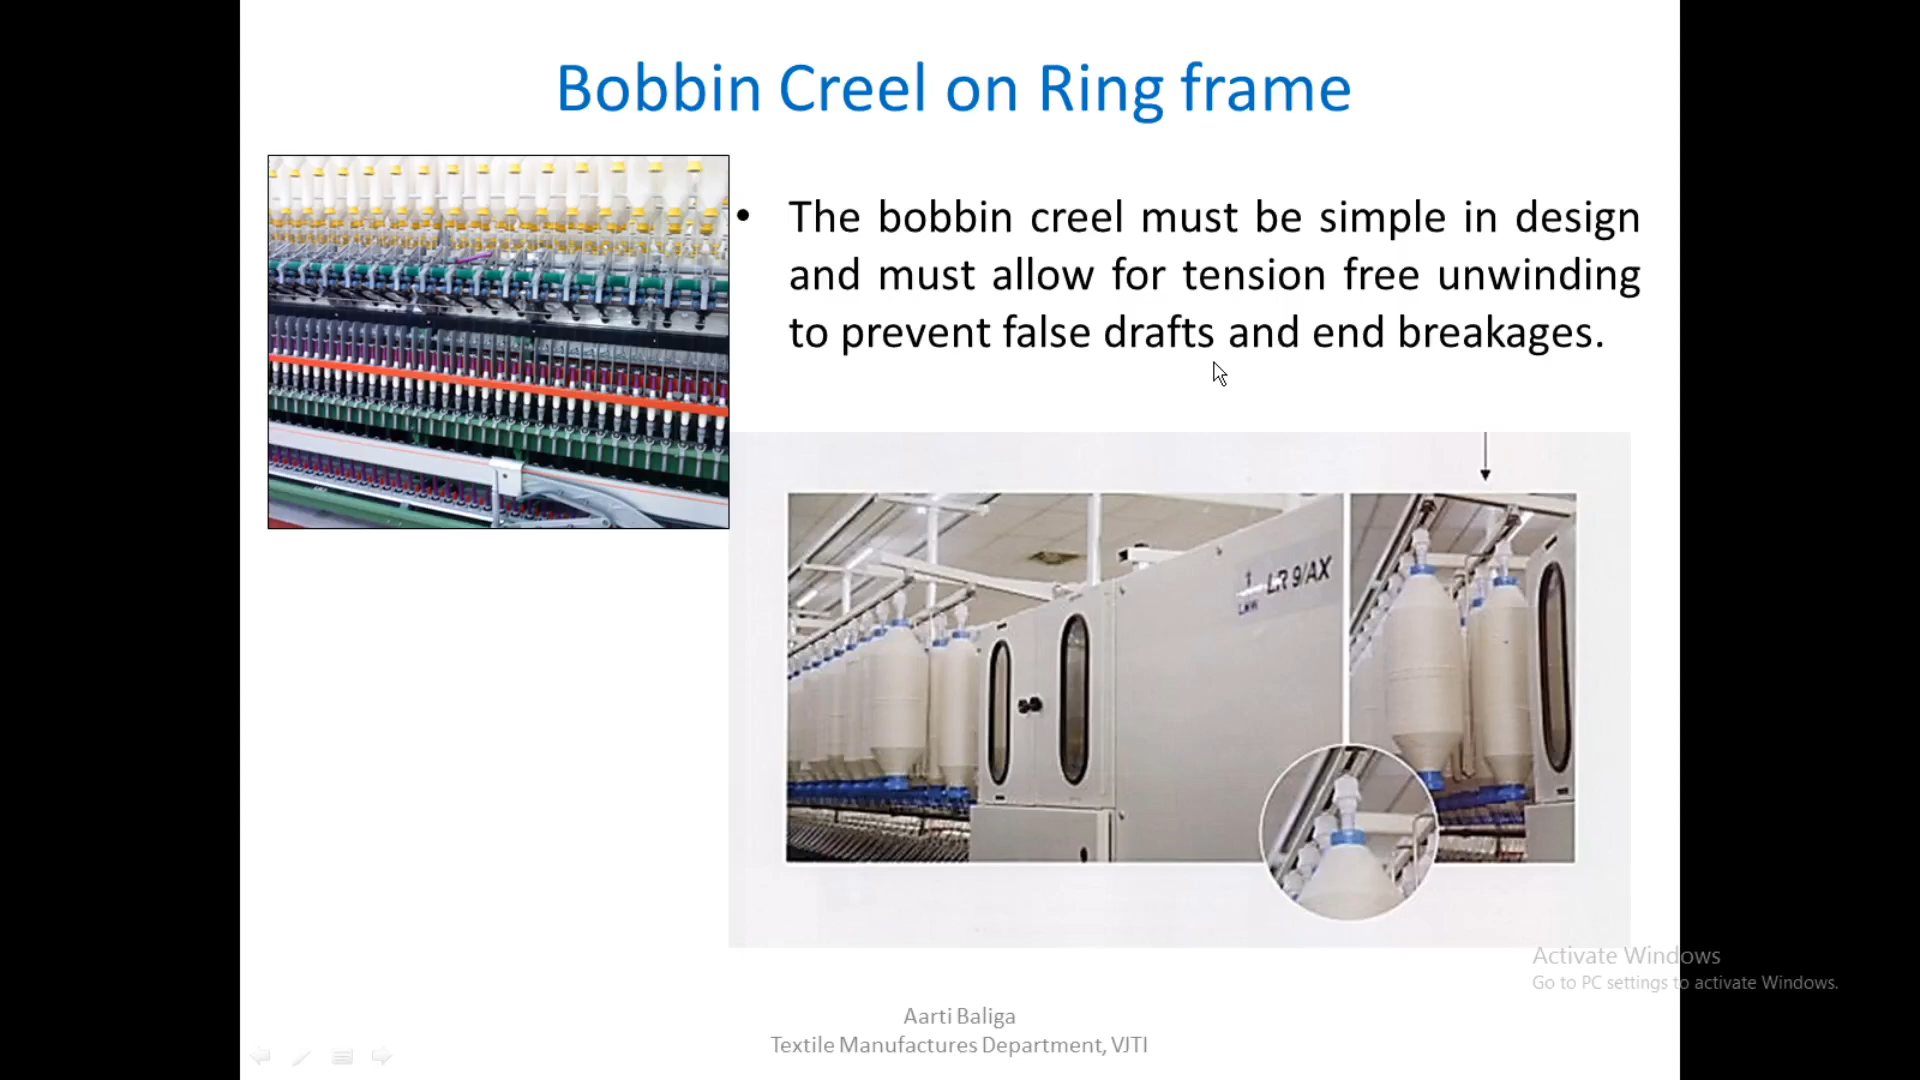 Bobbin Creel on Ring frame
• The bobbin creel must be simple in design
and must allow for tension free unwinding
to prevent false drafts and end breakages.
LR 9/AX
LMW
Activate Windows
Go to PC settings to activate Windows.
Aarti Baliga
Textile Manufactures Department, VJTI